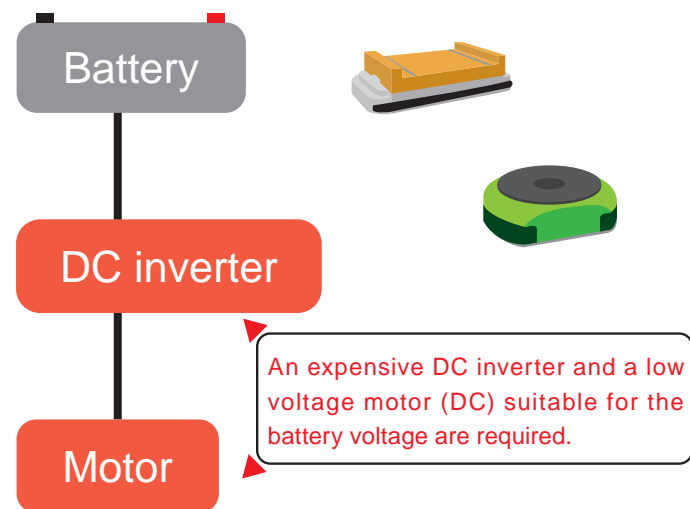 Battery
DC inverter
An expensive DC inverter and a low
voltage motor (DC) suitable for the
battery voltage are required.
Motor